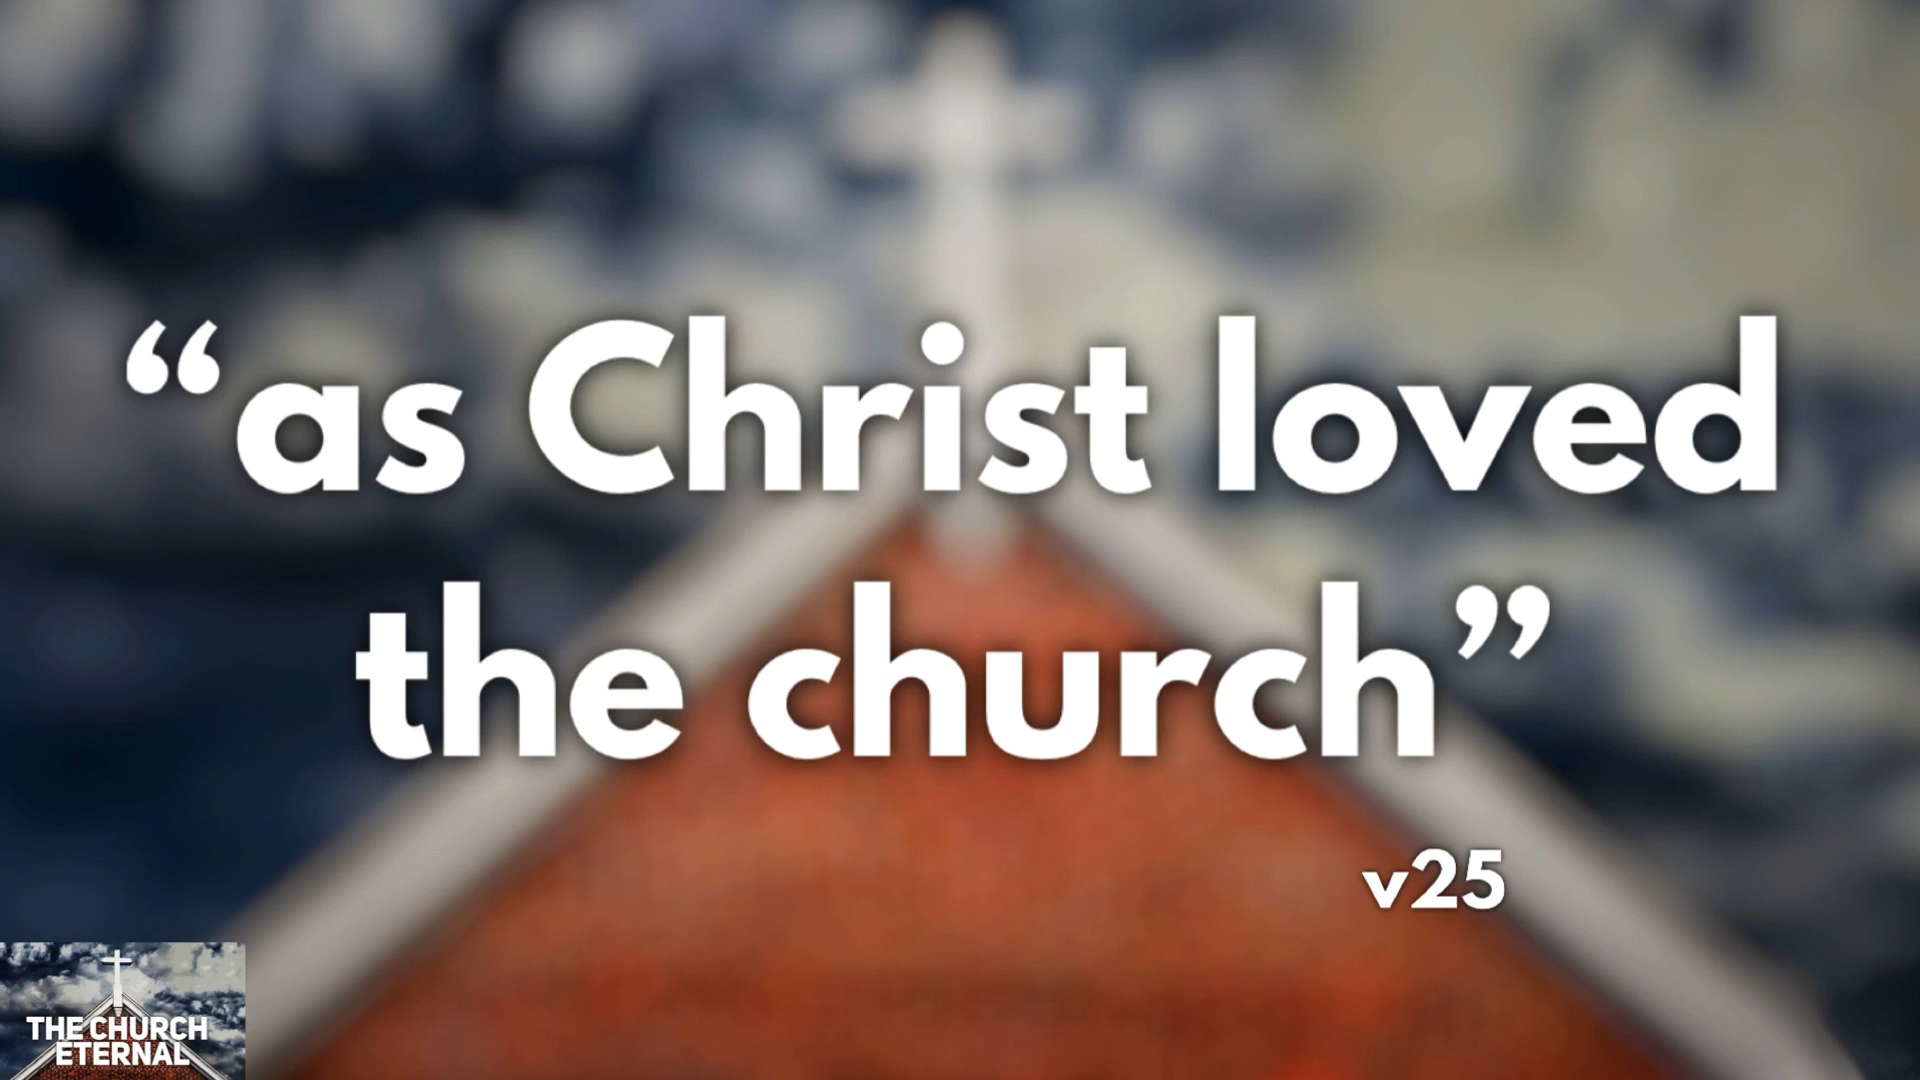 “as Christ loved
the church”
v25
THE CHURCH
ETERNAL